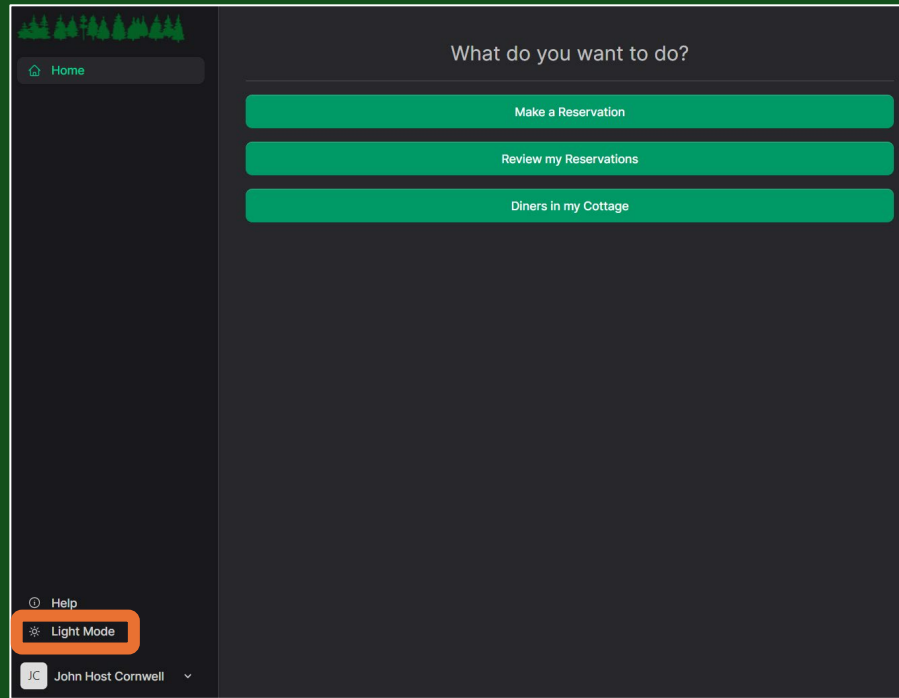 Home
What do you want to do?
Make a Reservation
Review my Reservations
Diners in my Cottage
Help
Light Mode
JC John Host Cornwell